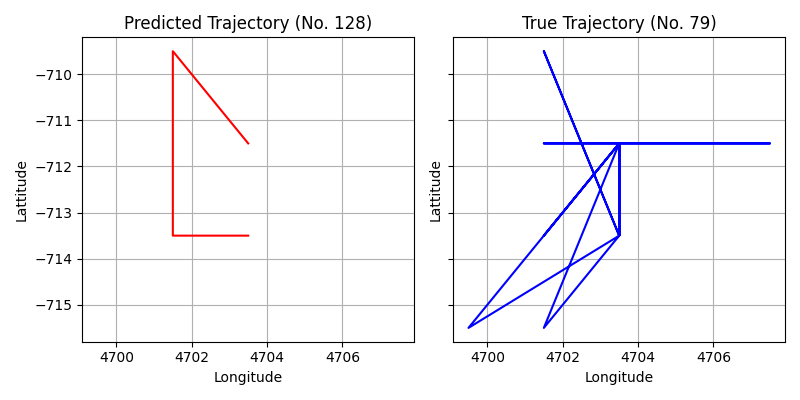 Predicted Trajectory (No. 128)
−710
−711
−712
−713
−714
−715
4700 4702 4704 4706
Longitude
Lattitude
True Trajectory (No. 79)
4700 4702 4704 4706
Longitude
Lattitude